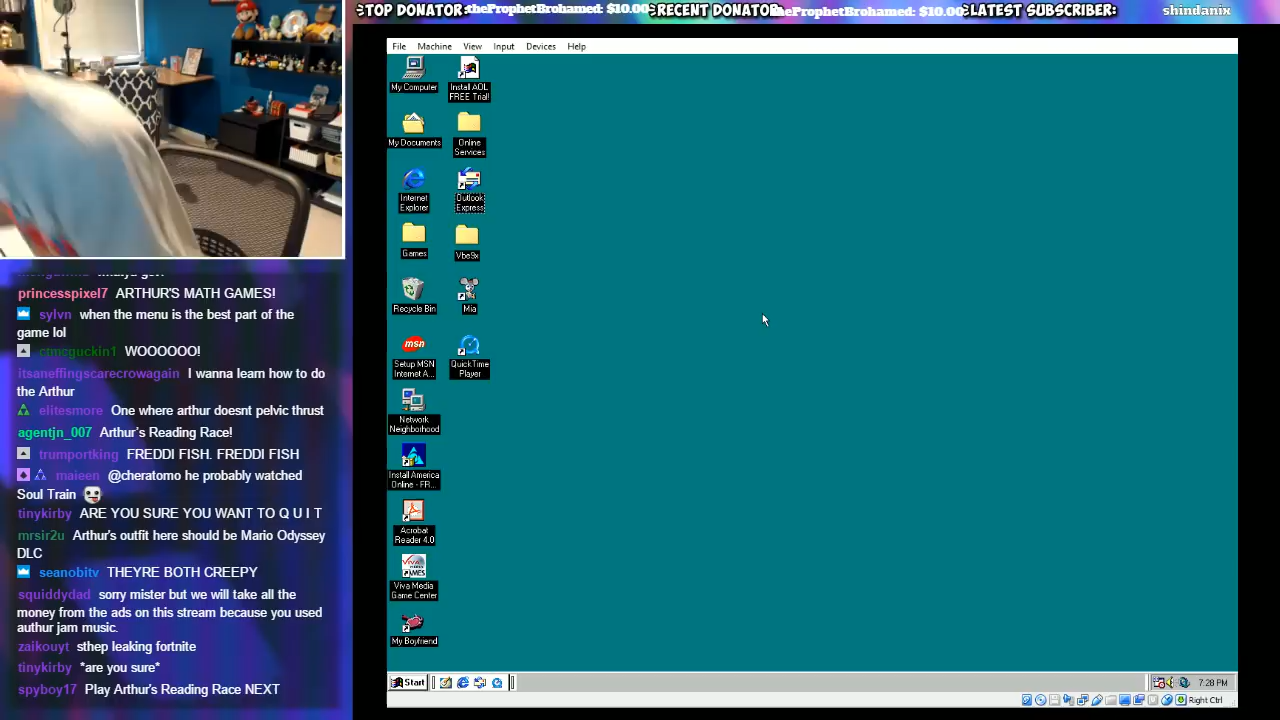 TOP DONATOR: theProphetBrohamed: $10.00 RECENT DONATOR: theProphetBrohamed: $10.00 LATEST SUBSCRIBER: shindanix
File Machine View Input Devices Help
My Computer
Install AOL
FREE Trial!
My Documents
Online
Services
Internet
Explorer
Outlook
Express
Games
Vbe9x
Recycle Bin
Mia
msn
Setup MSN
Internet A...
QuickTime
Player
Network
Neighborhood
Install America
Online - FR...
Acrobat
Reader 4.0
VIVA
GAMES
Viva Media
Game Center
My Boyfriend
Start
7:28 PM
Right Ctrl
princesspixel7 ARTHUR'S MATH GAMES!
sylvn when the menu is the best part of the
game lol
ctmcguckin1 WOOOOOO!
itsaneffingscarecrowagain I wanna learn how to do
the Arthur
elitesmore One where arthur doesnt pelvic thrust
agentjn_007 Arthur's Reading Race!
trumportking FREDDI FISH. FREDDI FISH
maieen @cheratomo he probably watched
Soul Train
tinykirby ARE YOU SURE YOU WANT TO Q U I T
mrsir2u Arthur's outfit here should be Mario Odyssey
DLC
seanobitv THEYRE BOTH CREEPY
squiddydad sorry mister but we will take all the
money from the ads on this stream because you used
authur jam music.
zaikouyt sthep leaking fortnite
tinykirby *are you sure*
spyboy17 Play Arthur's Reading Race NEXT